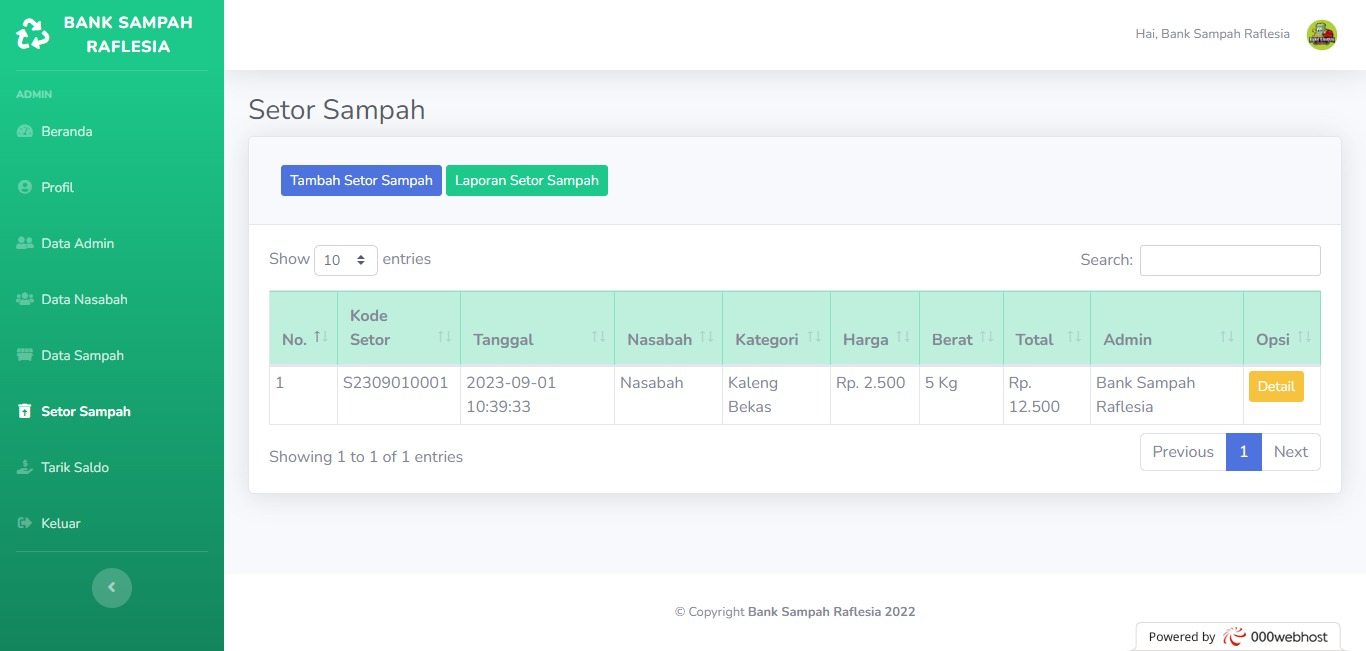 BANK SAMPAH
RAFLESIA
Hai, Bank Sampah Raflesia
ADMIN
Beranda
Profil
Data Admin
Data Nasabah
Data Sampah
Setor Sampah
Tarik Saldo
Keluar
Setor Sampah
Tambah Setor Sampah Laporan Setor Sampah
Show 10 entries Search:
No. Kode Setor Tanggal Nasabah Kategori Harga Berat Total Admin Opsi
1 S2309010001 2023-09-01 Nasabah Kaleng Rp. 2.500 5 Kg Rp. Bank Sampah Detail
10:39:33 Bekas 12.500 Raflesia
Showing 1 to 1 of 1 entries Previous 1 Next
© Copyright Bank Sampah Raflesia 2022
Powered by 000webhost